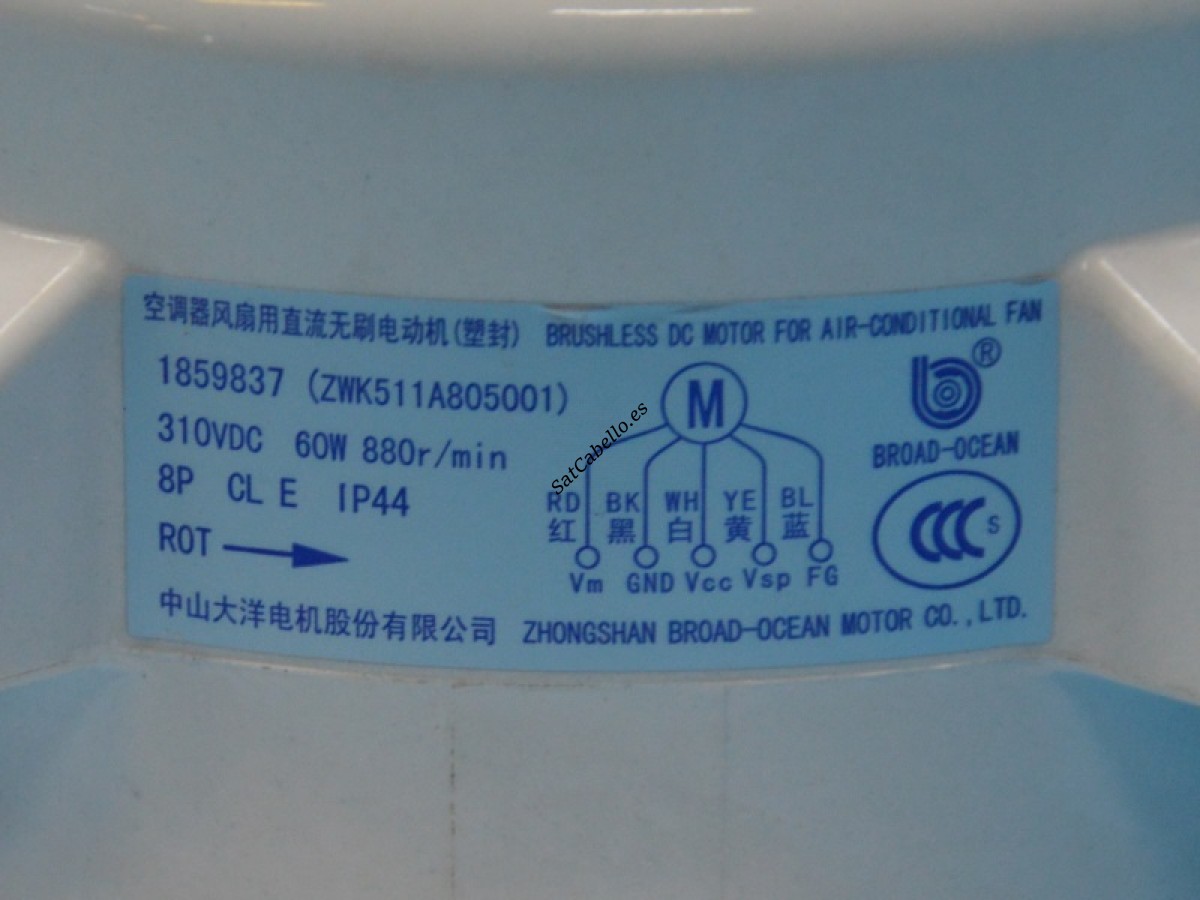 空调器风扇用直流无刷电动机(塑封) BRUSHLESS DC MOTOR FOR AIR-CONDITIONAL FAN
1859837 (ZWK511A805001)
310VDC 60W 880r/min
8P CL E IP44
ROT
M
RD BK WH YE BL
红 黑 白 黄 蓝
Vm GND Vcc Vsp FG
b ®
BROAD-OCEAN
CCC S
中山大洋电机股份有限公司 ZHONGSHAN BROAD-OCEAN MOTOR CO.,LTD.
SatCabello.es